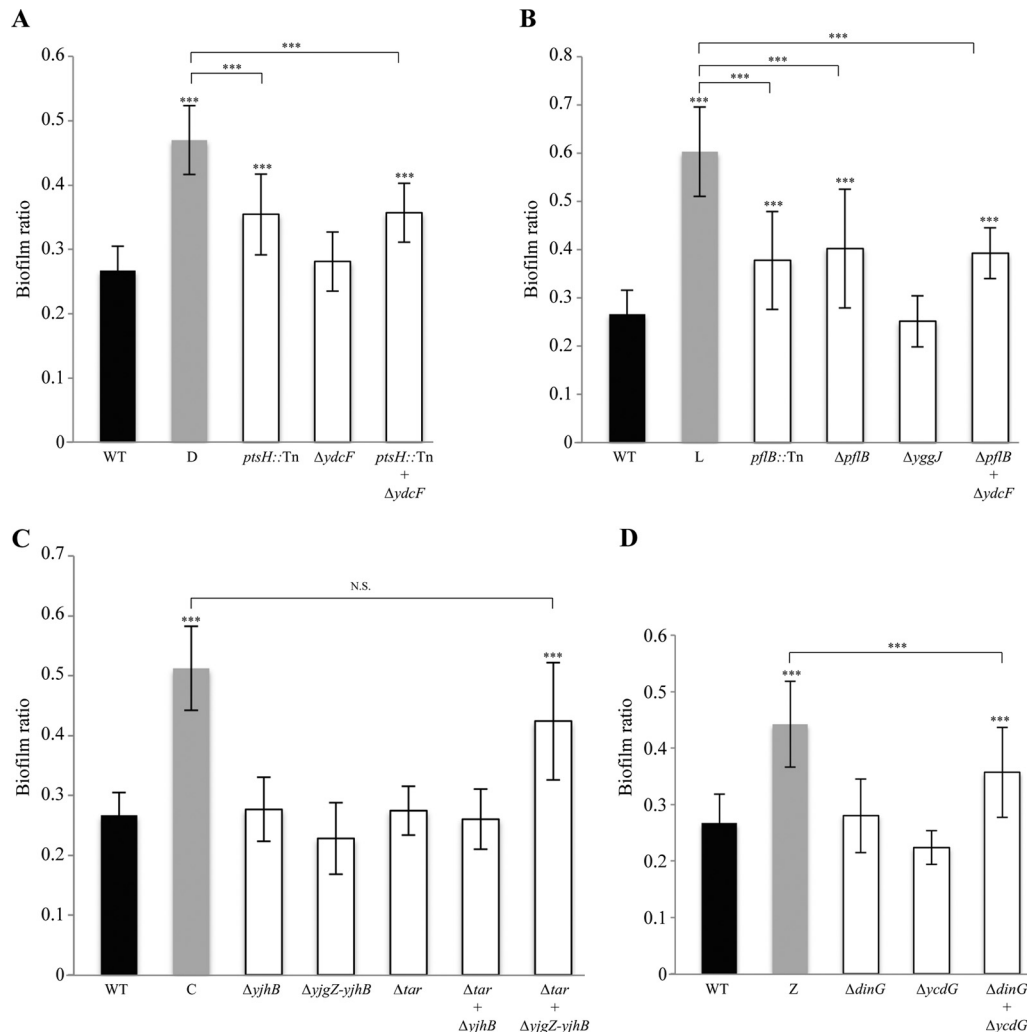 A
0.6
0.5
0.4
0.3
0.2
0.1
0
Biofilm ratio
***
***
***
***
***
WT
D
ptsH::Tn
ΔydcF
ptsH::Tn
+
ΔydcF
B
0.8
0.7
0.6
0.5
0.4
0.3
0.2
0.1
0
Biofilm ratio
***
***
***
***
***
***
***
WT
L
pflB::Tn
ΔpflB
ΔyggJ
ΔpflB
+
ΔydcF
C
0.7
0.6
0.5
0.4
0.3
0.2
0.1
0
Biofilm ratio
N.S.
***
***
WT
C
ΔyjhB
ΔyjgZ-yjhB
Δtar
Δtar
+
ΔyjhB
Δtar
+
ΔyjgZ-yjhB
D
0.6
0.5
0.4
0.3
0.2
0.1
0
Biofilm ratio
***
***
***
WT
Z
ΔdinG
ΔycdG
ΔdinG
+
ΔycdG